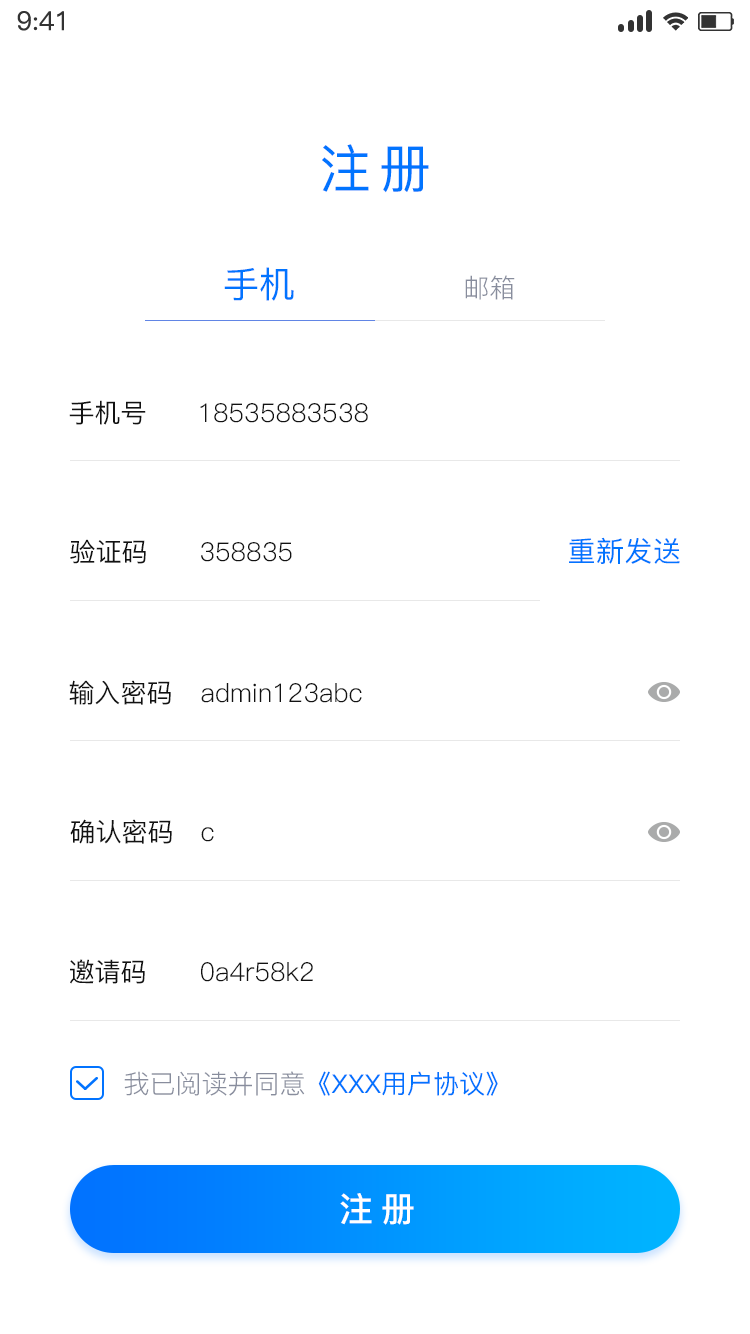 9:41
注册
手机 邮箱
手机号 18535883538
验证码 358835 重新发送
输入密码 admin123abc
确认密码 c
邀请码 0a4r58k2
我已阅读并同意《XXX用户协议》
注册